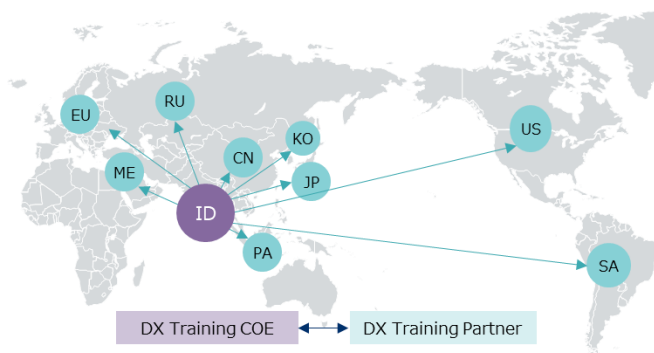 RU
EU
US
KO
CN
ME
JP
ID
PA
SA
DX Training COE
DX Training Partner